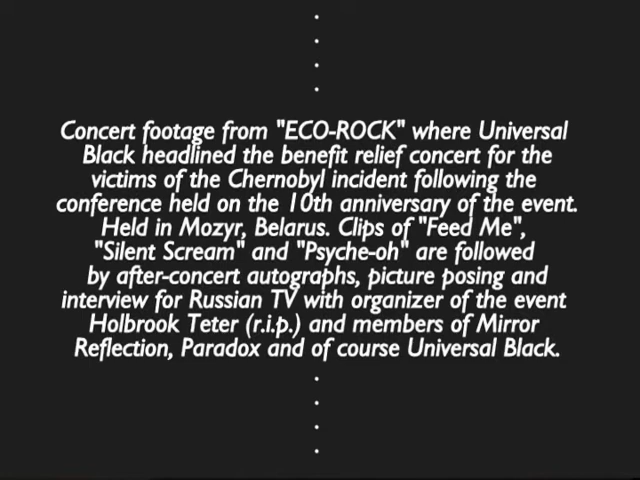 Concert footage from "ECO-ROCK" where Universal
Black headlined the benefit relief concert for the
victims of the Chernobyl incident following the
conference held on the 10th anniversary of the event.
Held in Mozyr, Belarus. Clips of "Feed Me",
"Silent Scream" and "Psyche-oh" are followed
by after-concert autographs, picture posing and
interview for Russian TV with organizer of the event
Holbrook Teter (r.i.p.) and members of Mirror
Reflection, Paradox and of course Universal Black.